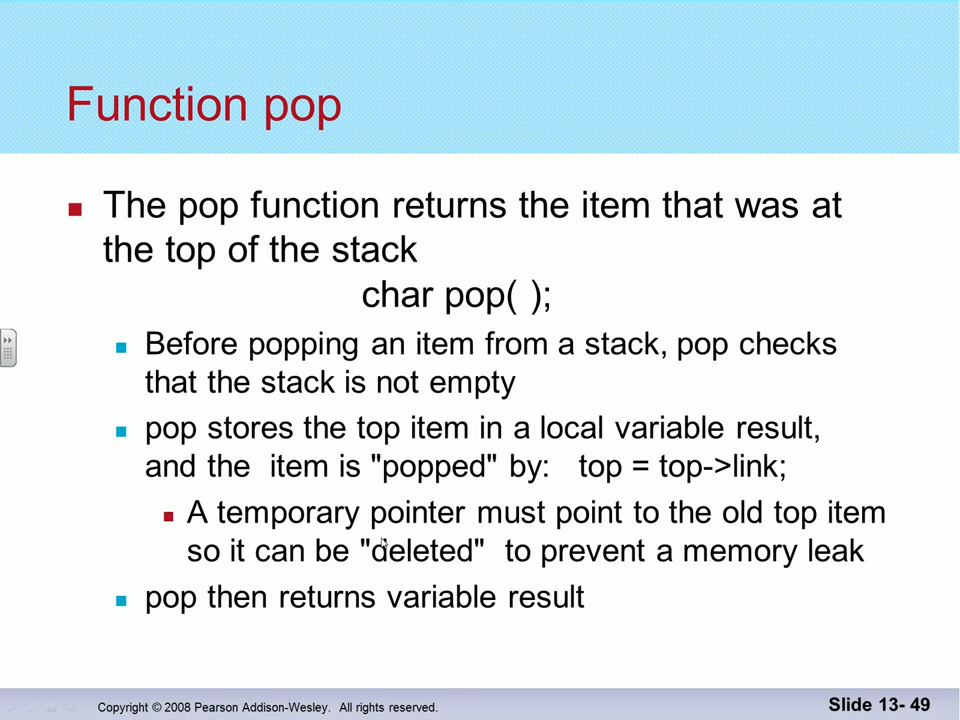 Function pop
The pop function returns the item that was at
the top of the stack
char pop( );
Before popping an item from a stack, pop checks
that the stack is not empty
pop stores the top item in a local variable result,
and the  item is "popped" by:   top = top->link;
A temporary pointer must point to the old top item
so it can be "deleted"  to prevent a memory leak
pop then returns variable result
Copyright © 2008 Pearson Addison-Wesley.  All rights reserved.
Slide 13- 49